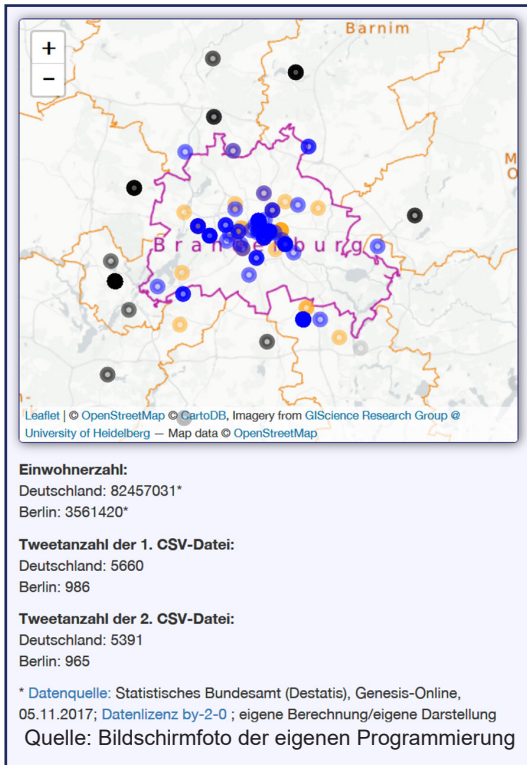 Barnim
+
−
M
O
Brandenburg
Leaflet | © OpenStreetMap © CartoDB, Imagery from GIScience Research Group @
University of Heidelberg — Map data © OpenStreetMap
Einwohnerzahl:
Deutschland: 82457031*
Berlin: 3561420*
Tweetanzahl der 1. CSV-Datei:
Deutschland: 5660
Berlin: 986
Tweetanzahl der 2. CSV-Datei:
Deutschland: 5391
Berlin: 965
* Datenquelle: Statistisches Bundesamt (Destatis), Genesis-Online,
05.11.2017; Datenlizenz by-2-0 ; eigene Berechnung/eigene Darstellung
Quelle: Bildschirmfoto der eigenen Programmierung